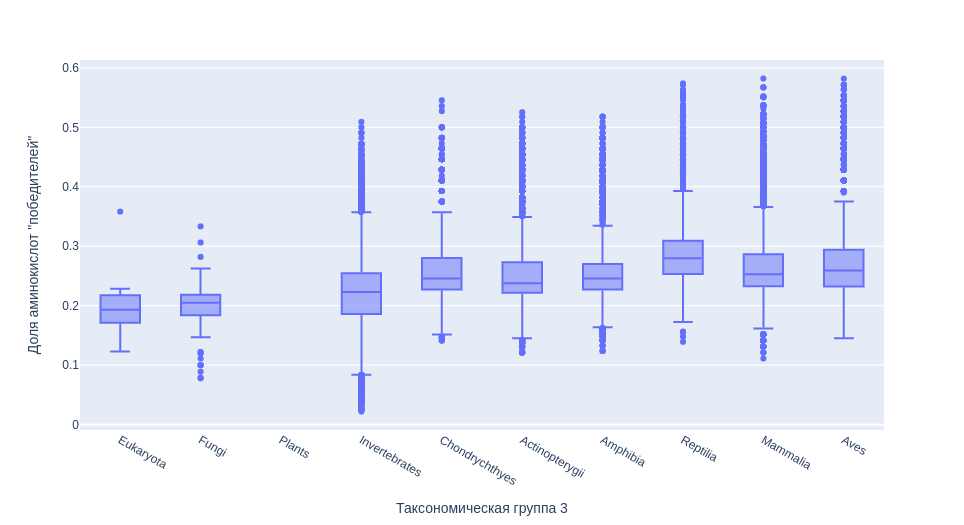 0.6
0.5
0.4
0.3
0.2
0.1
0
Доля аминокислот "победителей"
Eukaryota
Fungi
Plants
Invertebrates
Chondrychthyes
Actinopterygii
Amphibia
Reptilia
Mammalia
Aves
Таксономическая группа 3